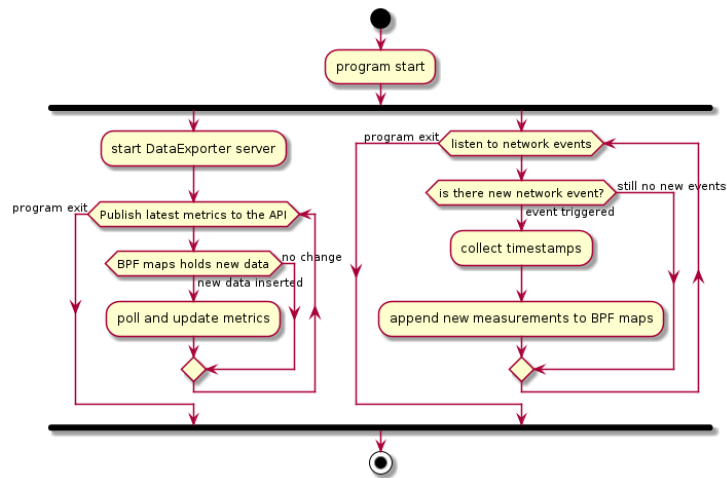 program start
start DataExporter server
program exit
Publish latest metrics to the API
BPF maps holds new data
no change
new data inserted
poll and update metrics
program exit
listen to network events
is there new network event?
still no new events
event triggered
collect timestamps
append new measurements to BPF maps